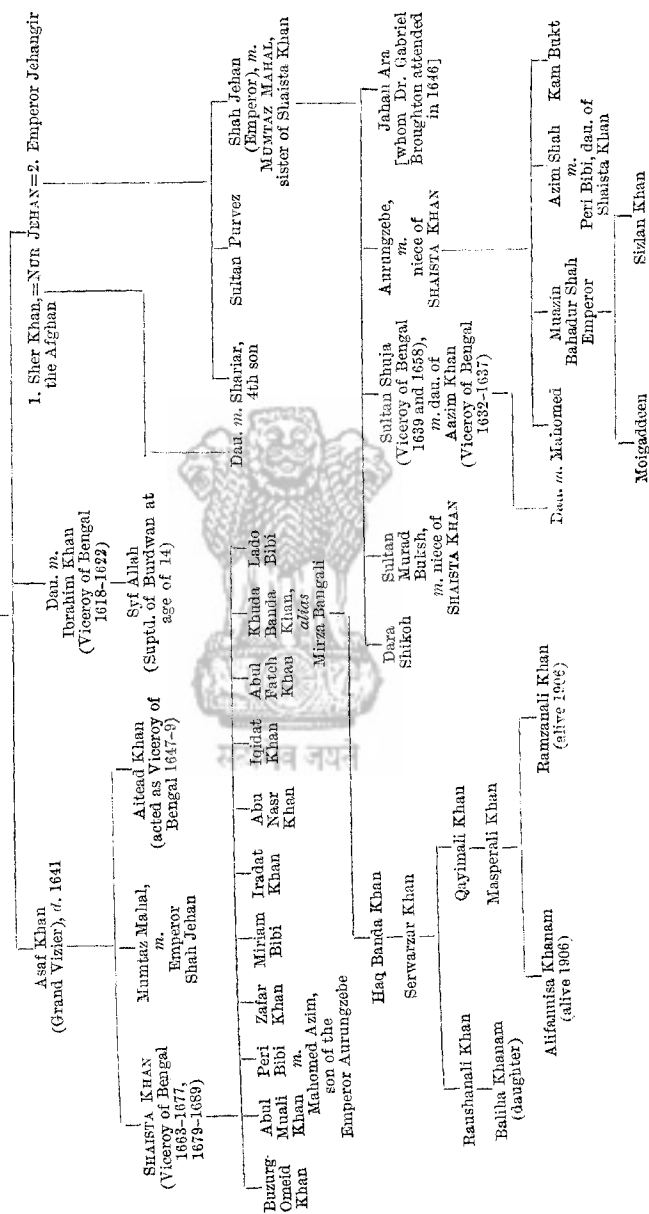 Asaf Khan
(Grand Vizier), d. 1641
Dau. m.
Ibrahim Khan
(Viceroy of Bengal
1618-1622)
1. Sher Khan,=NUR JEHAN=2. Emperor Jehangir
the Afghan
SHAISTA KHAN
(Viceroy of Bengal
1663-1677,
1679-1689)
Mumtaz Mahal,
m.
Emperor
Shah Jehan
Aitead Khan
(acted as Viceroy of
Bengal 1647-9)
Syf Allah
(Suptd. of Burdwan at
age of 14)
Dau. m. Shariar,
4th son
Sultan Purvez
Shah Jehan
(Emperor), m.
MUMTAZ MAHAL,
sister of Shaista Khan
Buzurg-
Omeid
Khan
Abul
Muali
Khan
Peri
Bibi
m.
Mahomed Azim,
son of the
Emperor Aurungzebe
Zafar
Khan
Miriam
Bibi
Iradat
Khan
Abu
Nasr
Khan
Iqidat
Khan
Abul
Fateh
Khan
Khuda
Banda
Khan,
alias
Mirza Bangali
Lado
Bibi
Dara
Shikoh
Sultan
Murad
Buksh,
m. niece of
SHAISTA KHAN
Sultan Shuja
(Viceroy of Bengal
1639 and 1658),
m. dau. of
Aazim Khan
(Viceroy of Bengal
1632-1637)
Aurungzebe,
m.
niece of
SHAISTA KHAN
Jahan Ara
[whom Dr. Gabriel
Broughton attended
in 1646]
Haq Banda Khan
Serwarzar Khan
Dau. m. Mahomed
Muazin
Bahadur Shah
Emperor
Azim Shah
m.
Peri Bibi, dau. of
Shaista Khan
Kam Bukt
Raushanali Khan
Baliha Khanam
(daughter)
Qayimali Khan
Masperali Khan
Moigaddeen
Sizlan Khan
Alifannisa Khanam
(alive 1906)
Ramzanali Khan
(alive 1906)
सत्यमेव जयते